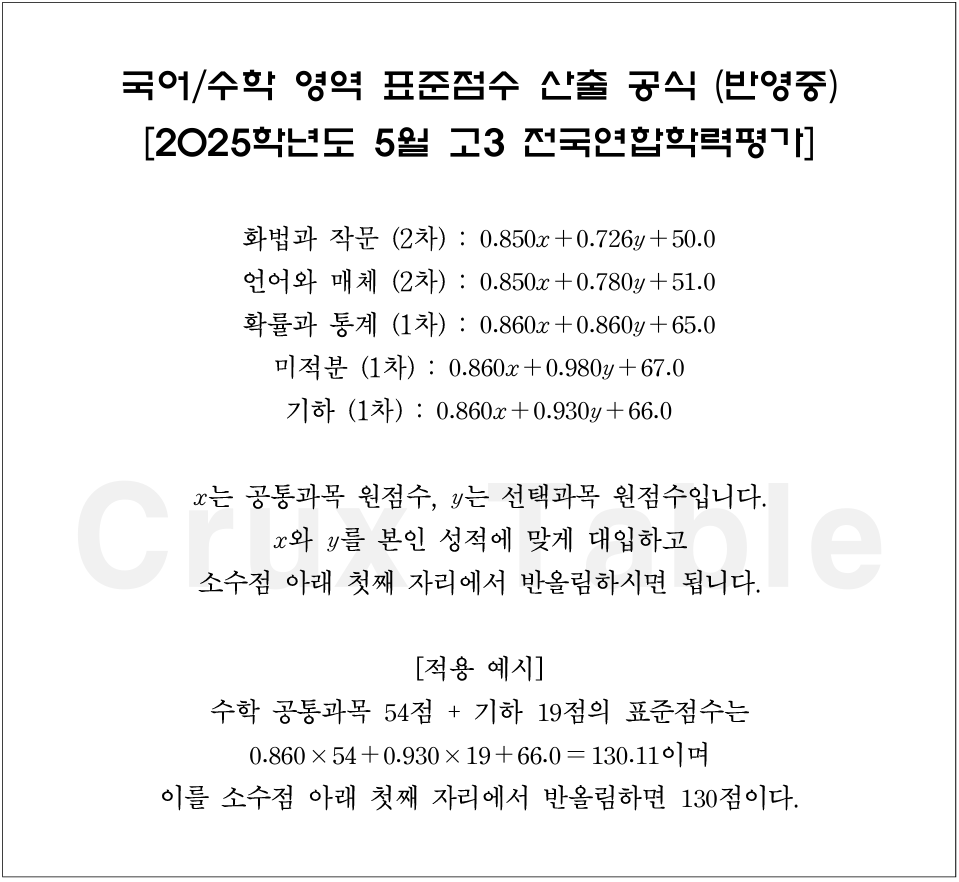 국어/수학 영역 표준점수 산출 공식 (반영중)
[2025학년도 5월 고3 전국연합학력평가]
화법과 작문 (2차) : 0.850x+0.726y+50.0
언어와 매체 (2차) : 0.850x+0.780y+51.0
확률과 통계 (1차) : 0.860x+0.860y+65.0
미적분 (1차) : 0.860x+0.980y+67.0
기하 (1차) : 0.860x+0.930y+66.0
Crux Table
x는 공통과목 원점수, y는 선택과목 원점수입니다.
x와 y를 본인 성적에 맞게 대입하고
소수점 아래 첫째 자리에서 반올림하시면 됩니다.
[적용 예시]
수학 공통과목 54점 + 기하 19점의 표준점수는
0.860×54+0.930×19+66.0=130.11이며
이를 소수점 아래 첫째 자리에서 반올림하면 130점이다.